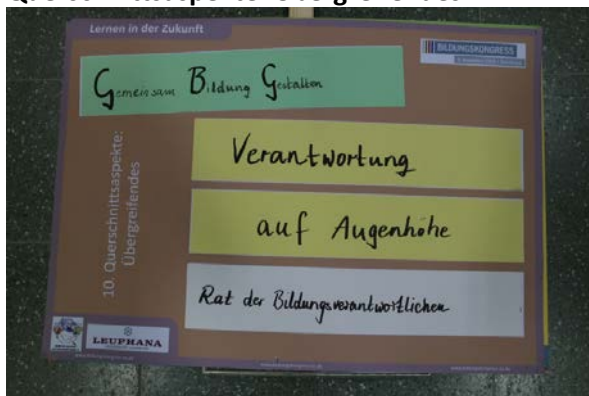 Lernen in der Zukunft
BILDUNGSKONGRESS
Gemeinsam Bildung Gestalten
10. Querschnittsaspekte:
Übergreifendes
Verantwortung
auf Augenhöhe
Rat der Bildungsverantwortlichen
LEUPHANA